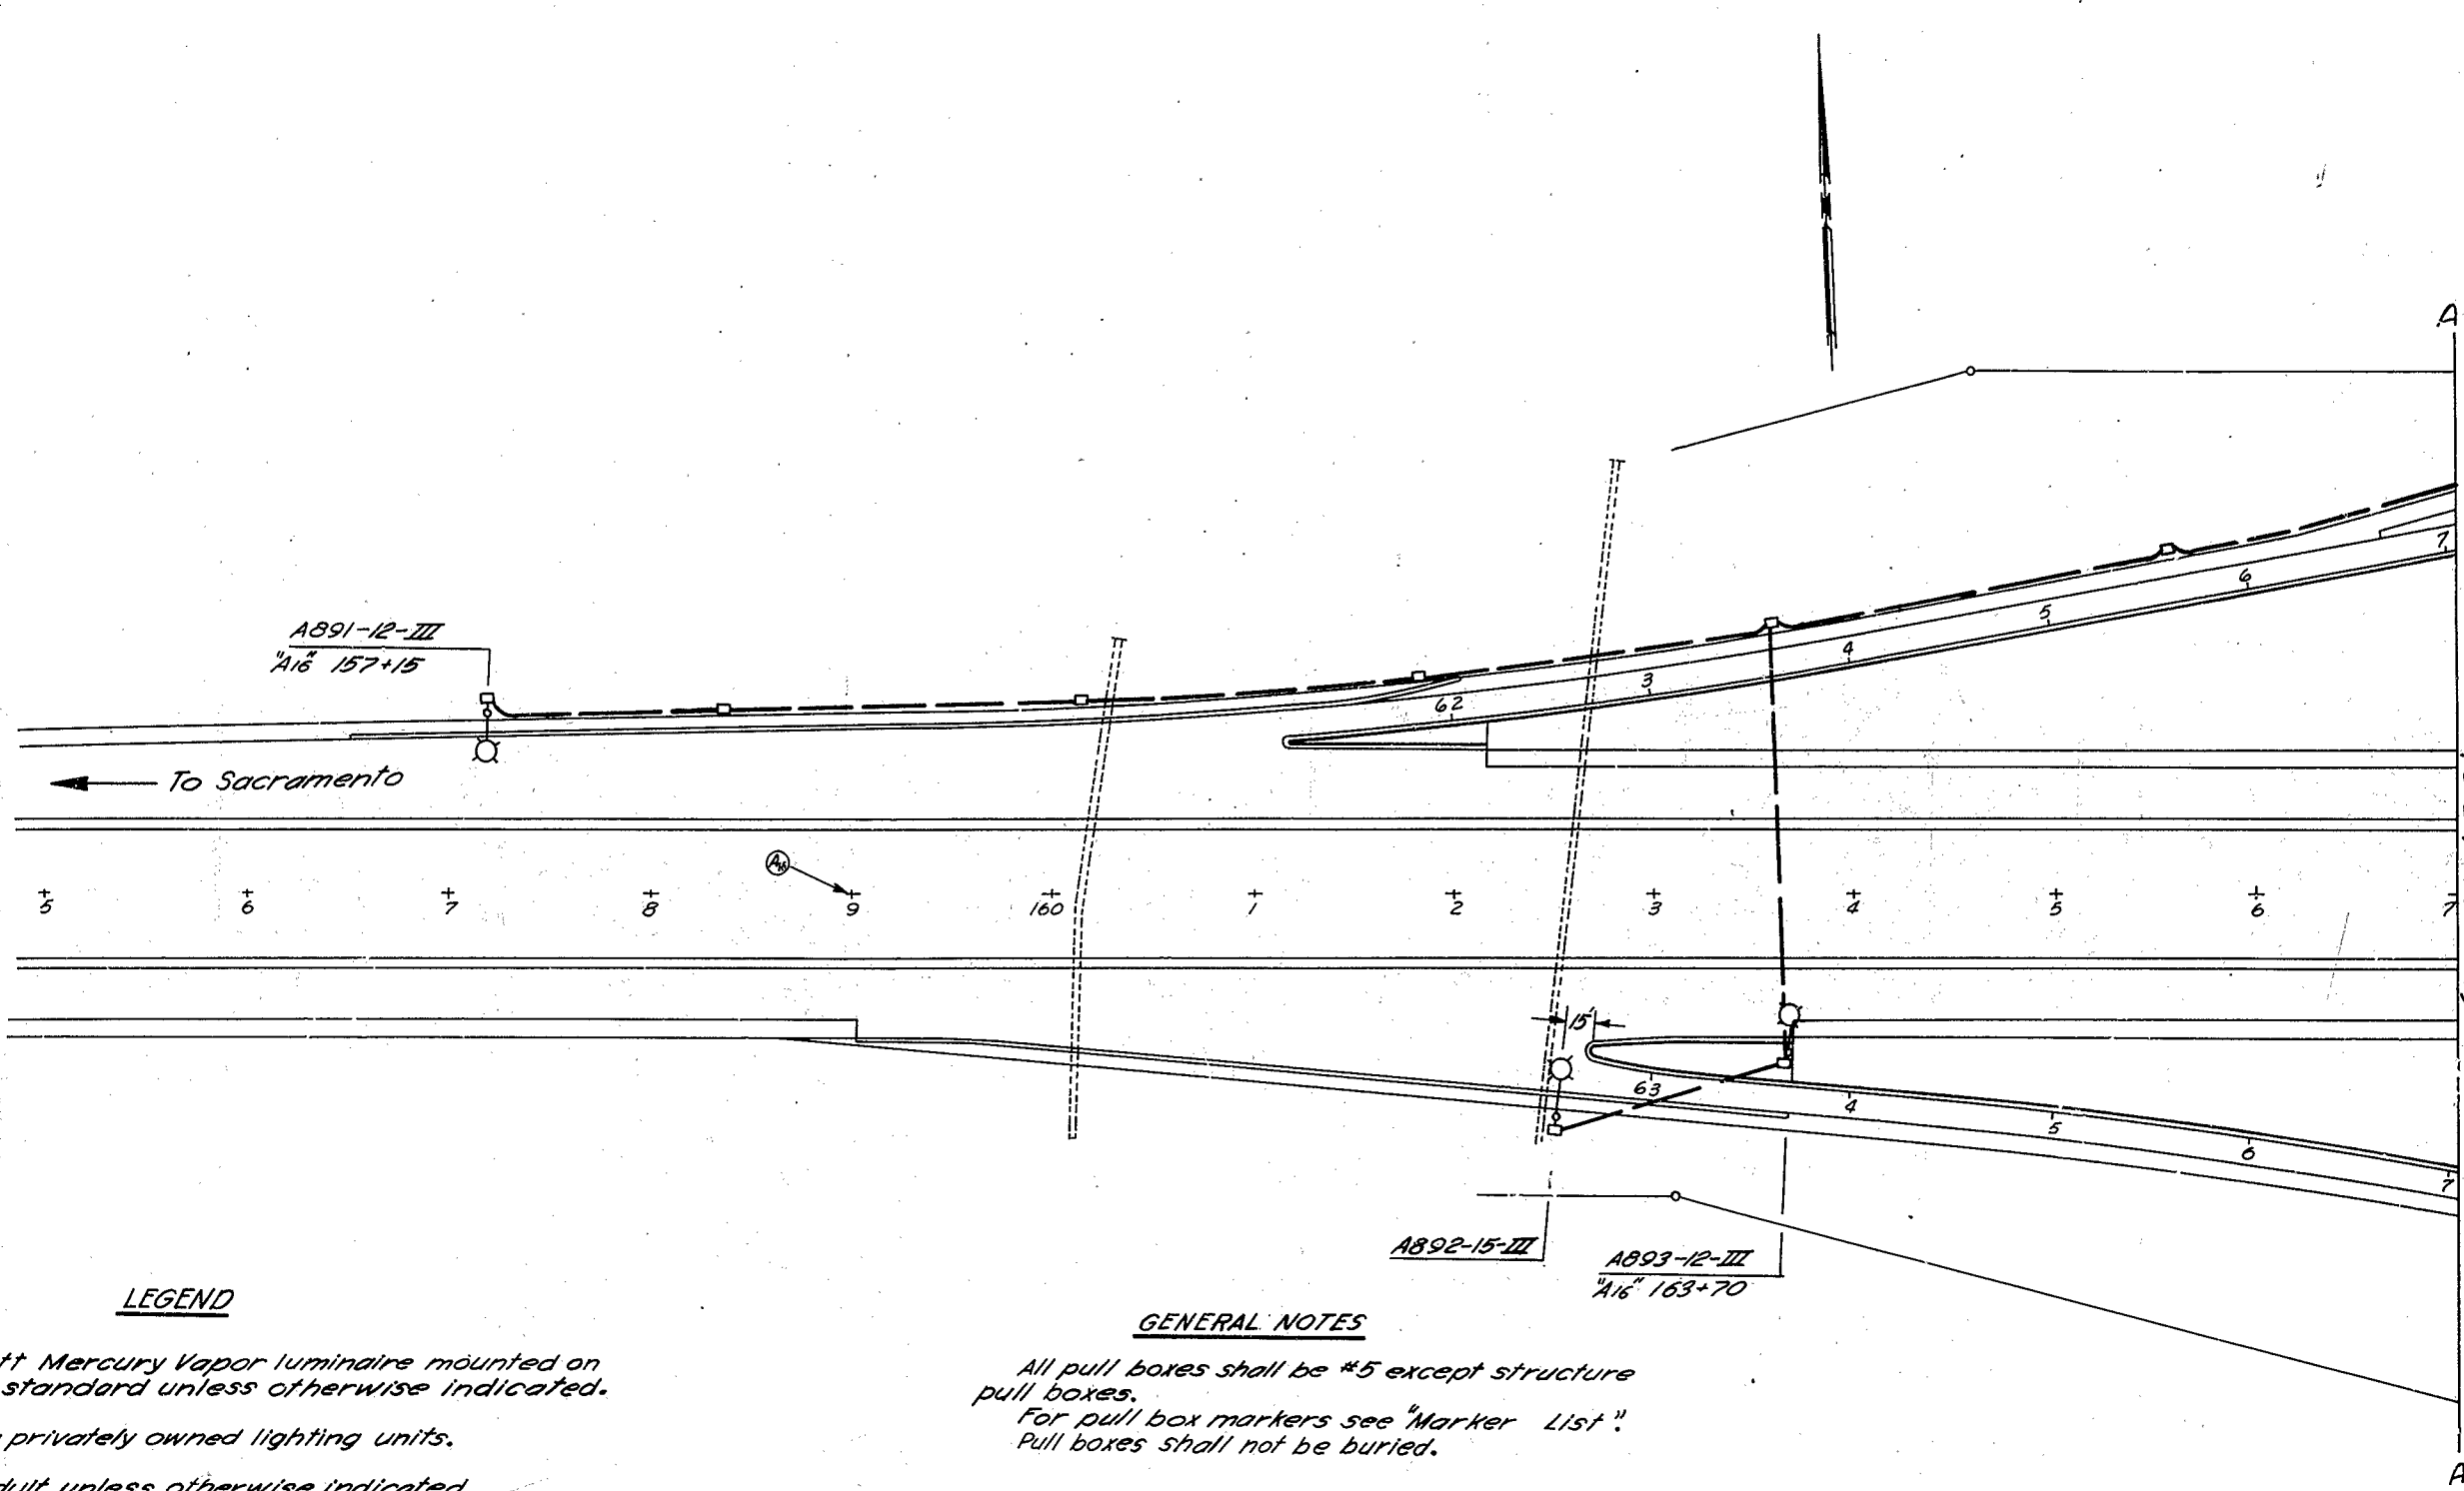 A
A891-12-III
"A16" 157+15
7
6
5
4
3
62
To Sacramento
5 6 7 8 9 160 1 2 3 4 5 6 7
15'
63 4 5 6 7
A892-15-III
A893-12-III
"A16" 163+70
LEGEND
tt Mercury Vapor luminaire mounted on
standard unless otherwise indicated.
privately owned lighting units.
duit unless otherwise indicated
GENERAL NOTES
All pull boxes shall be #5 except structure
pull boxes.
For pull box markers see "Marker List".
Pull boxes shall not be buried.
A